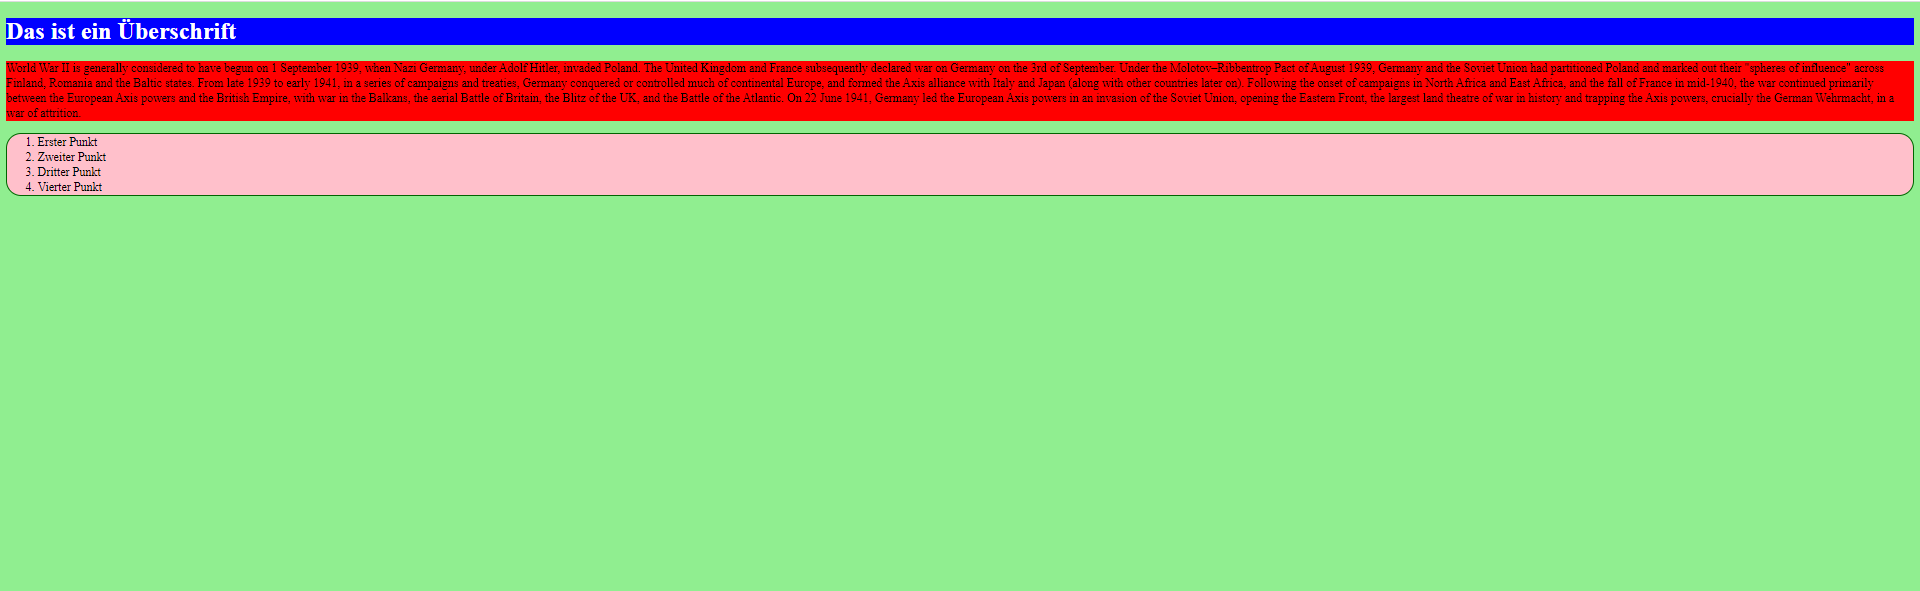 Das ist ein Überschrift
World War II is generally considered to have begun on 1 September 1939, when Nazi Germany, under Adolf Hitler, invaded Poland. The United Kingdom and France subsequently declared war on Germany on the 3rd of September. Under the Molotov–Ribbentrop Pact of August 1939, Germany and the Soviet Union had partitioned Poland and marked out their "spheres of influence" across
Finland, Romania and the Baltic states. From late 1939 to early 1941, in a series of campaigns and treaties, Germany conquered or controlled much of continental Europe, and formed the Axis alliance with Italy and Japan (along with other countries later on). Following the onset of campaigns in North Africa and East Africa, and the fall of France in mid-1940, the war continued primarily
between the European Axis powers and the British Empire, with war in the Balkans, the aerial Battle of Britain, the Blitz of the UK, and the Battle of the Atlantic. On 22 June 1941, Germany led the European Axis powers in an invasion of the Soviet Union, opening the Eastern Front, the largest land theatre of war in history and trapping the Axis powers, crucially the German Wehrmacht, in a
war of attrition.
1. Erster Punkt
2. Zweiter Punkt
3. Dritter Punkt
4. Vierter Punkt